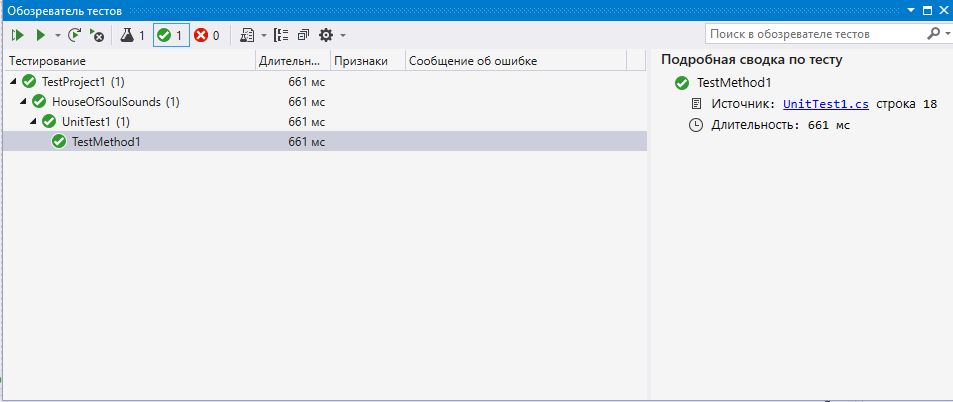 Обозреватель тестов
1 1 0
Поиск в обозревателе тестов
Тестирование Длительн... Признаки Сообщение об ошибке
TestProject1 (1) 661 мс
HouseOfSoulSounds (1) 661 мс
UnitTest1 (1) 661 мс
TestMethod1 661 мс
Подробная сводка по тесту
TestMethod1
Источник: UnitTest1.cs строка 18
Длительность: 661 мс